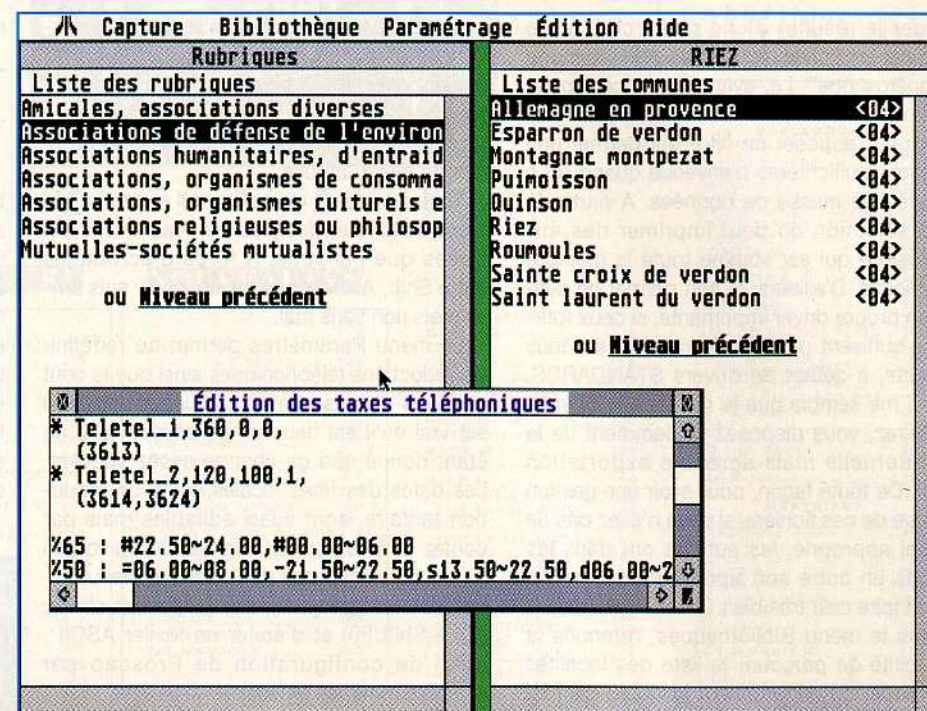 Capture Bibliothèque Paramétrage Édition Aide
Rubriques
Liste des rubriques
Amicales, associations diverses
Associations de défense de l'environ
Associations humanitaires, d'entraid
Associations, organismes de consomma
Associations, organismes culturels e
Associations religieuses ou philosop
Mutuelles-sociétés mutualistes
ou Niveau précédent
RIEZ
Liste des communes
Allemagne en provence <04>
Esparron de verdon <04>
Montagnac montpezat <04>
Puimoisson <04>
Quinson <04>
Riez <04>
Roumoules <04>
Sainte croix de verdon <04>
Saint laurent du verdon <04>
ou Niveau précédent
Édition des taxes téléphoniques
* Teletel_1,360,0,0,
(3613)
* Teletel_2,120,108,1,
(3614,3624)
%65 : #22.50~24.00,#00.00~06.00
%50 : =06.00~08.00,-21.50~22.50,s13.50~22.50,d06.00~2